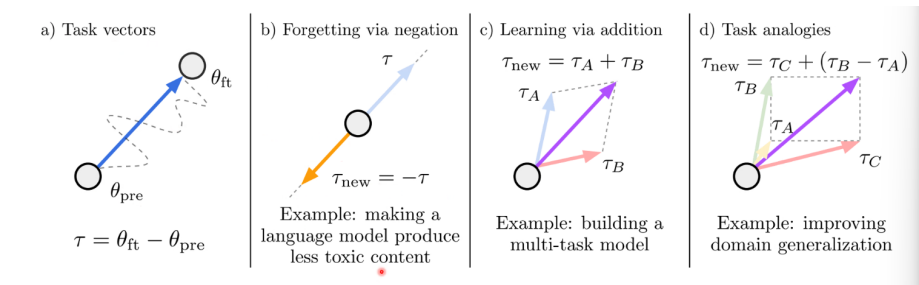 a) Task vectors
θft
θpre
τ = θft − θpre
b) Forgetting via negation
τ
τnew = −τ
Example: making a
language model produce
less toxic content
c) Learning via addition
τnew = τA + τB
τA
τB
Example: building a
multi-task model
d) Task analogies
τnew = τC + (τB − τA)
τB
τA
τC
Example: improving
domain generalization